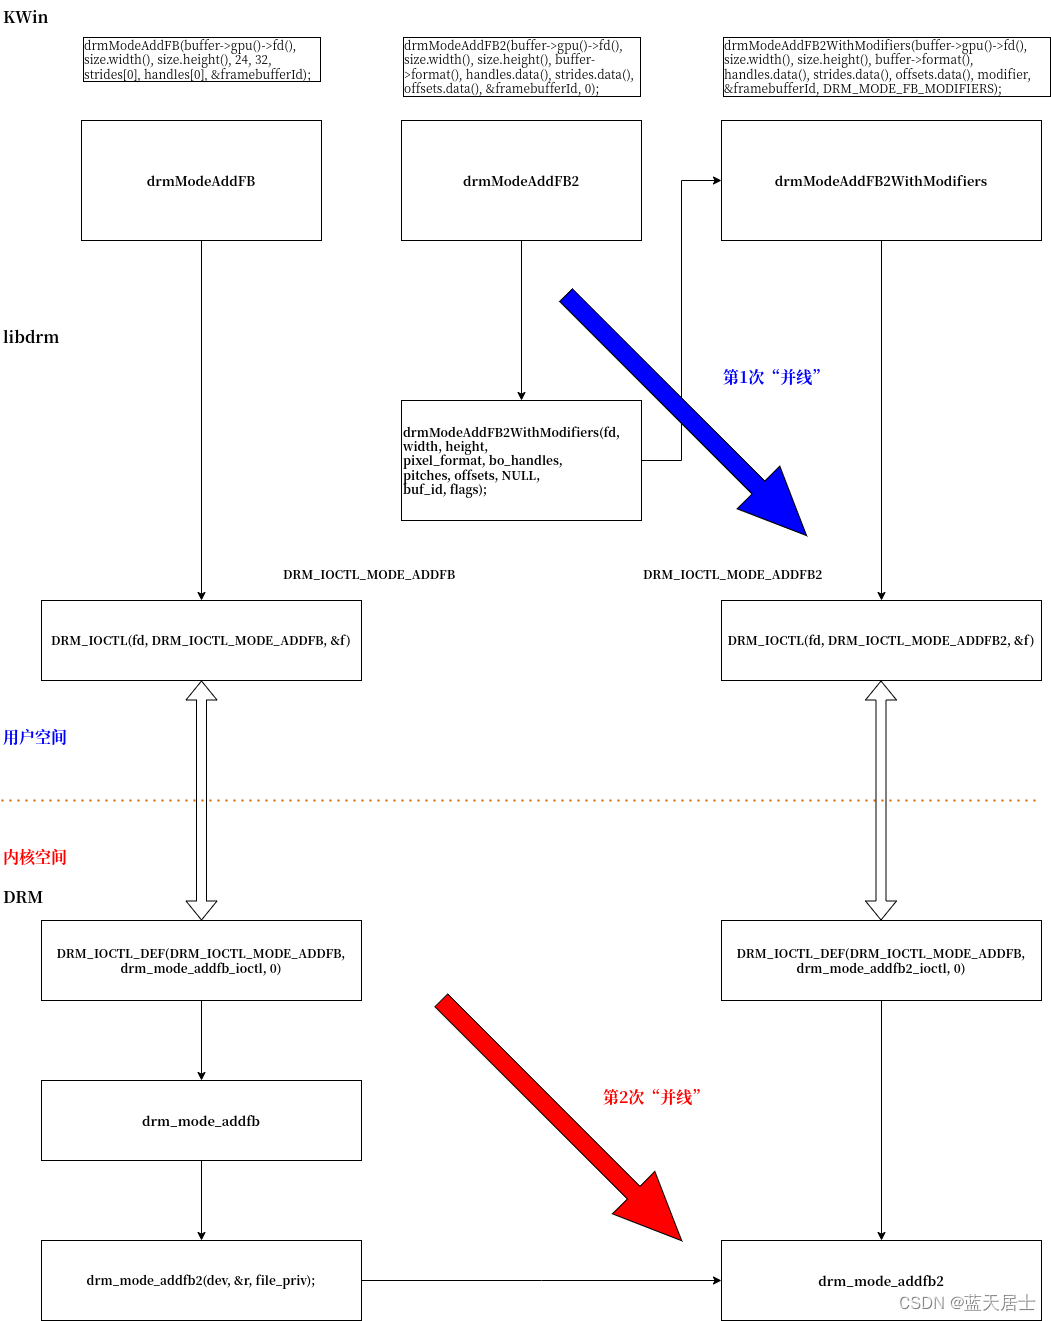 KWin
drmModeAddFB(buffer->gpu()->fd(),
size.width(), size.height(), 24, 32,
strides[0], handles[0], &framebufferId);
drmModeAddFB2(buffer->gpu()->fd(),
size.width(), size.height(), buffer-
>format(), handles.data(), strides.data(),
offsets.data(), &framebufferId, 0);
drmModeAddFB2WithModifiers(buffer->gpu()->fd(),
size.width(), size.height(), buffer->format(),
handles.data(), strides.data(), offsets.data(), modifier,
&framebufferId, DRM_MODE_FB_MODIFIERS);
drmModeAddFB
drmModeAddFB2
drmModeAddFB2WithModifiers
libdrm
第1次“并线”
drmModeAddFB2WithModifiers(fd,
width, height,
pixel_format, bo_handles,
pitches, offsets, NULL,
buf_id, flags);
DRM_IOCTL_MODE_ADDFB
DRM_IOCTL_MODE_ADDFB2
DRM_IOCTL(fd, DRM_IOCTL_MODE_ADDFB, &f)
DRM_IOCTL(fd, DRM_IOCTL_MODE_ADDFB2, &f)
用户空间
内核空间
DRM
DRM_IOCTL_DEF(DRM_IOCTL_MODE_ADDFB,
drm_mode_addfb_ioctl, 0)
DRM_IOCTL_DEF(DRM_IOCTL_MODE_ADDFB,
drm_mode_addfb2_ioctl, 0)
第2次“并线”
drm_mode_addfb
drm_mode_addfb2(dev, &r, file_priv);
drm_mode_addfb2
CSDN @蓝天居士